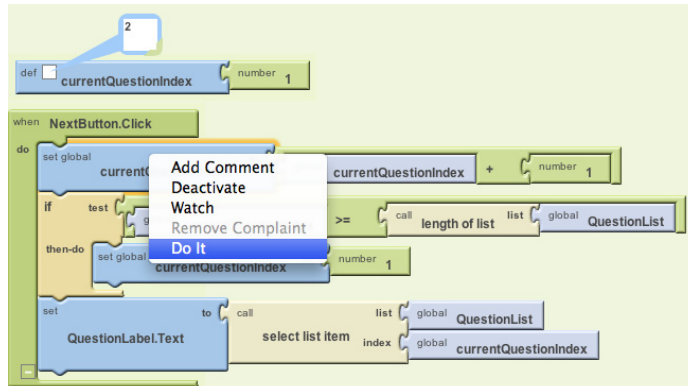 2
def currentQuestionIndex number 1
when NextButton.Click
do set global currentQ currentQuestionIndex + number 1
Add Comment
Deactivate
Watch
Remove Complaint
Do It
if test g >= call length of list list global QuestionList
then-do set global currentQuestionIndex number 1
set QuestionLabel.Text to call select list item list global QuestionList
index global currentQuestionIndex